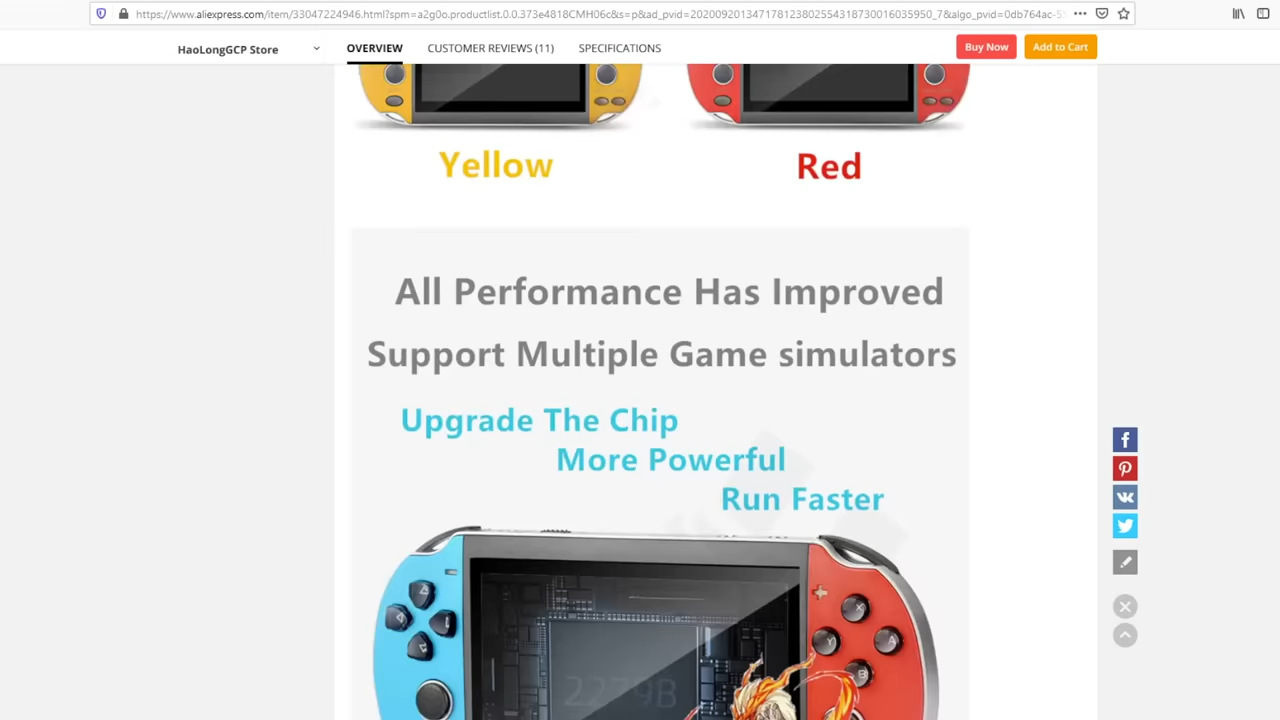 https://www.aliexpress.com/item/33047224946.html?spm=a2g0o.productlist.0.0.373e4818CMH06c&s=p&ad_pvid=202009201347178123802554318730016035950_7&algo_pvid=0db764ac-5
HaoLongGCP Store
OVERVIEW
CUSTOMER REVIEWS (11)
SPECIFICATIONS
Buy Now
Add to Cart
Yellow
Red
All Performance Has Improved
Support Multiple Game simulators
Upgrade The Chip
More Powerful
Run Faster
X
Y
A
B
2279B